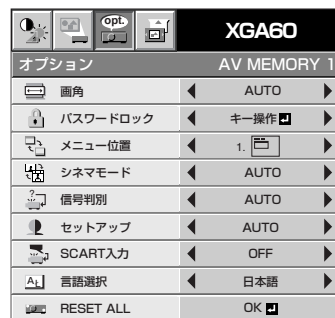 opt. XGA60
オプション AV MEMORY 1
画角 AUTO
パスワードロック キー操作
メニュー位置 1.
シネマモード AUTO
信号判別 AUTO
セットアップ AUTO
SCART入力 OFF
言語選択 日本語
RESET ALL OK